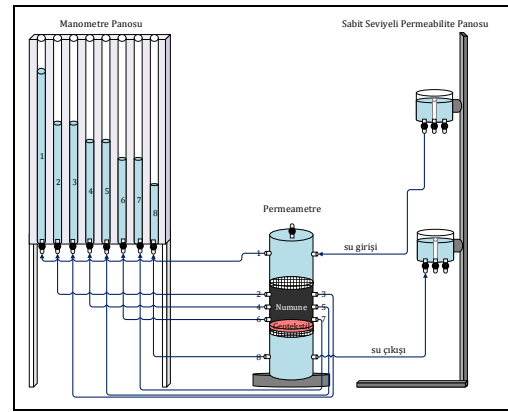 Manometre Panosu
Sabit Seviyeli Permeabilite Panosu
1
2
3
4
5
6
7
8
Permeametre
su girişi
1
2
3
Numune
4
5
6
7
Geotekstil
8
su çıkışı